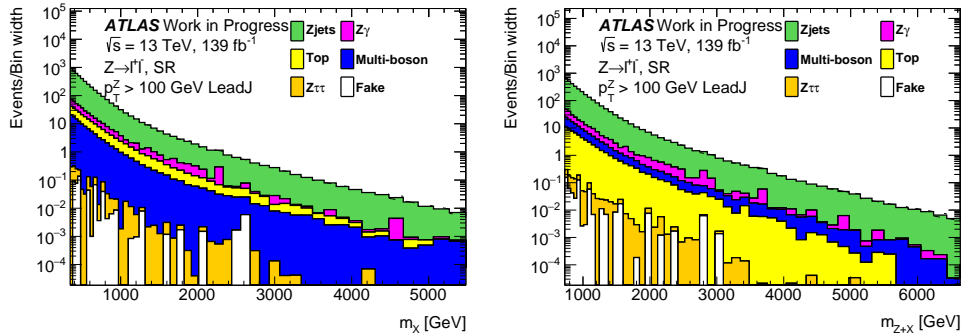 Events/Bin width
10⁵
10⁴
10³
10²
10
1
10⁻¹
10⁻²
10⁻³
10⁻⁴
ATLAS Work in Progress
√s = 13 TeV, 139 fb⁻¹
Z→l⁺l⁻, SR
p_T^Z > 100 GeV LeadJ
Zjets
Zγ
Top
Multi-boson
Zττ
Fake
1000 2000 3000 4000 5000
m_X [GeV]
Events/Bin width
10⁵
10⁴
10³
10²
10
1
10⁻¹
10⁻²
10⁻³
10⁻⁴
ATLAS Work in Progress
√s = 13 TeV, 139 fb⁻¹
Z→l⁺l⁻, SR
p_T^Z > 100 GeV LeadJ
Zjets
Zγ
Multi-boson
Top
Zττ
Fake
1000 2000 3000 4000 5000 6000
m_Z+X [GeV]